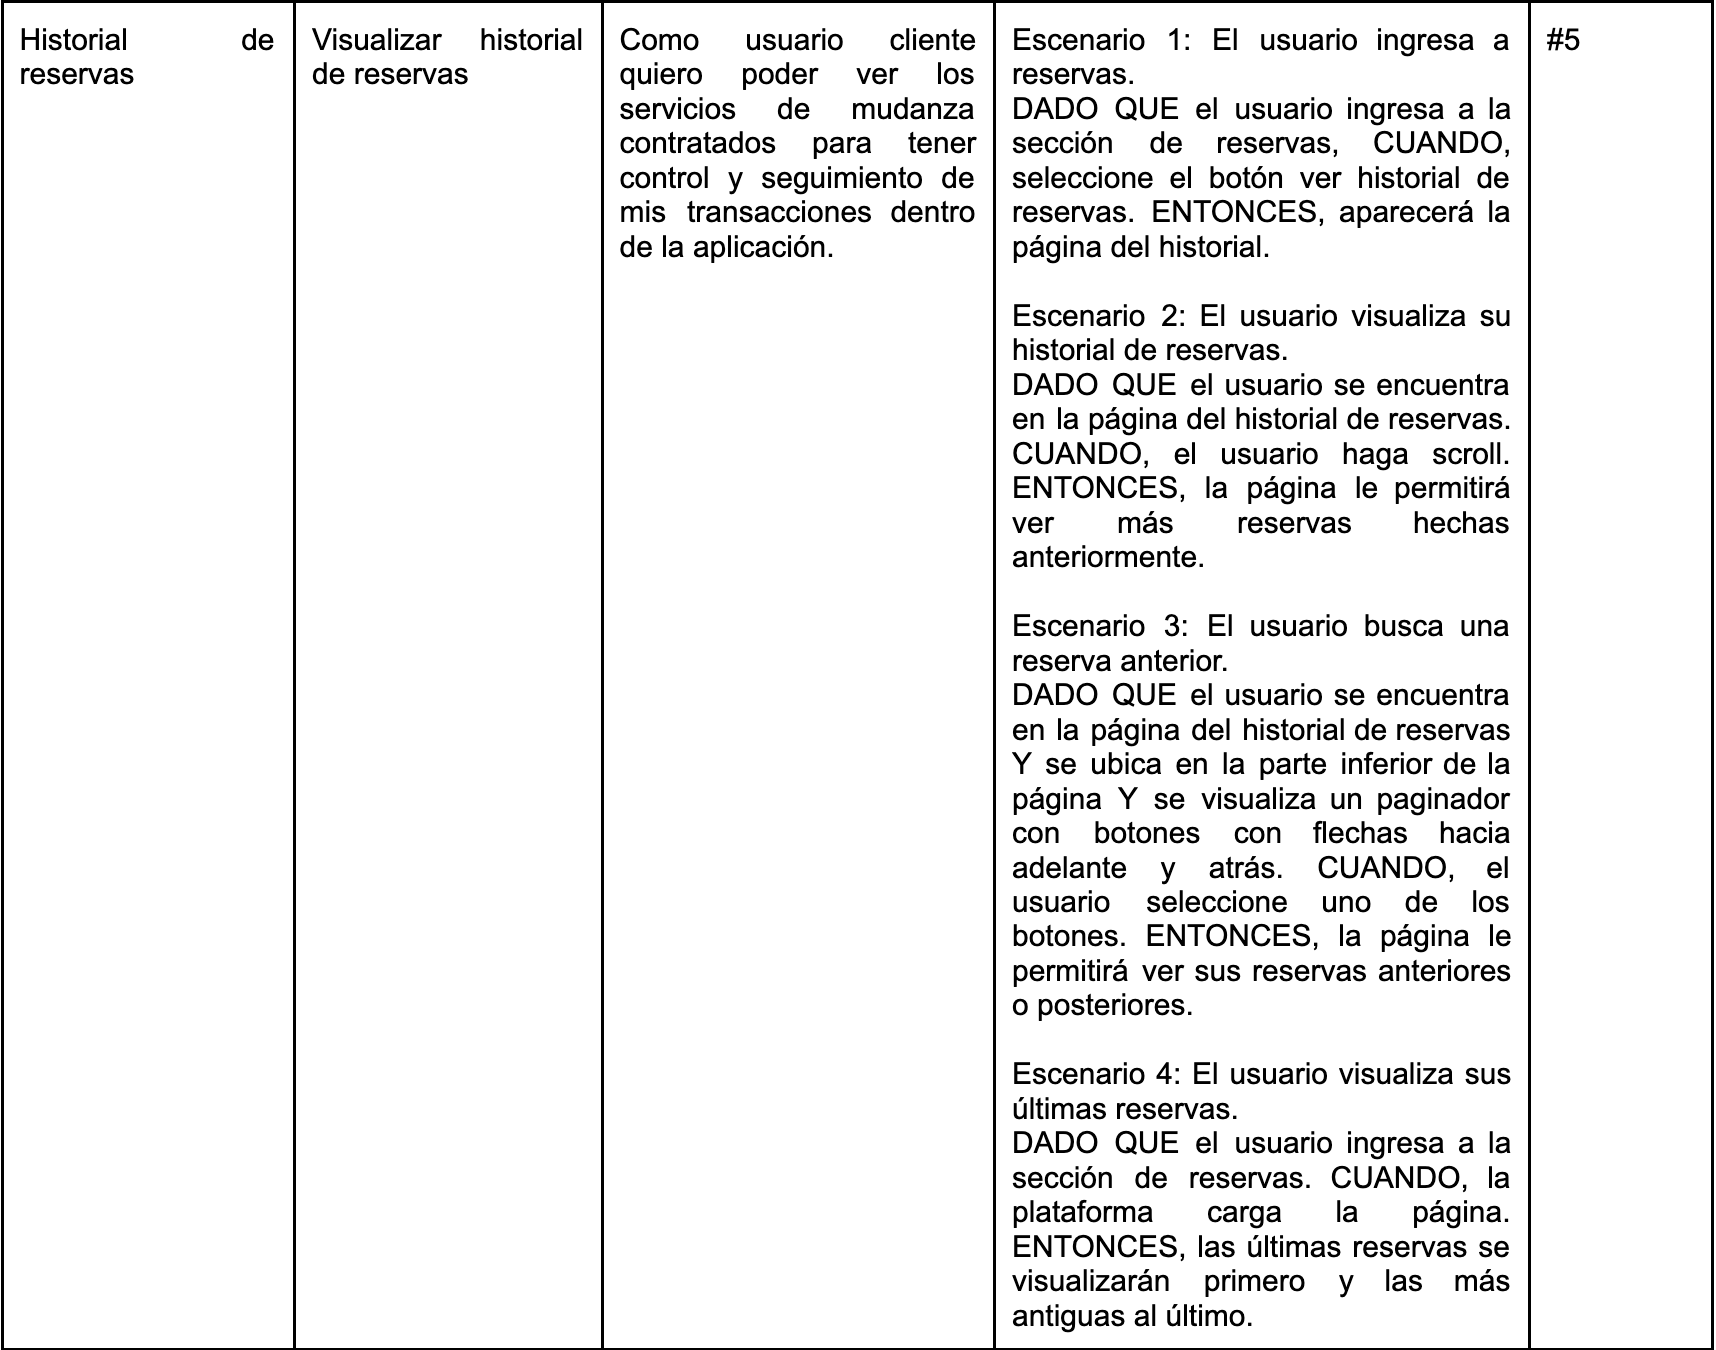 Historial de
reservas
Visualizar historial
de reservas
Como usuario cliente
quiero poder ver los
servicios de mudanza
contratados para tener
control y seguimiento de
mis transacciones dentro
de la aplicación.
Escenario 1: El usuario ingresa a
reservas.
DADO QUE el usuario ingresa a la
sección de reservas, CUANDO,
seleccione el botón ver historial de
reservas. ENTONCES, aparecerá la
página del historial.
Escenario 2: El usuario visualiza su
historial de reservas.
DADO QUE el usuario se encuentra
en la página del historial de reservas.
CUANDO, el usuario haga scroll.
ENTONCES, la página le permitirá
ver más reservas hechas
anteriormente.
Escenario 3: El usuario busca una
reserva anterior.
DADO QUE el usuario se encuentra
en la página del historial de reservas
Y se ubica en la parte inferior de la
página Y se visualiza un paginador
con botones con flechas hacia
adelante y atrás. CUANDO, el
usuario seleccione uno de los
botones. ENTONCES, la página le
permitirá ver sus reservas anteriores
o posteriores.
Escenario 4: El usuario visualiza sus
últimas reservas.
DADO QUE el usuario ingresa a la
sección de reservas. CUANDO, la
plataforma carga la página.
ENTONCES, las últimas reservas se
visualizarán primero y las más
antiguas al último.
#5